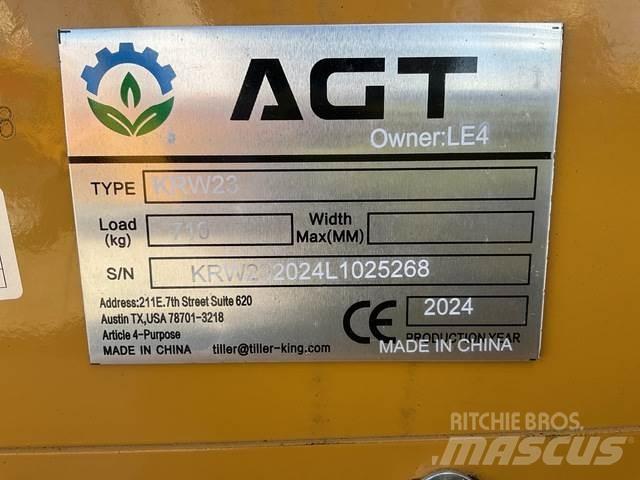 AGT
Owner:LE4
TYPE KRW23
Load (kg) 710 Width Max(MM)
S/N KRW232024L1025268
Address:211E.7th Street Suite 620
Austin TX,USA 78701-3218
Article 4-Purpose
MADE IN CHINA tiller@tiller-king.com
CE 2024
PRODUCTION YEAR
MADE IN CHINA
RITCHIE BROS.
MASCUS